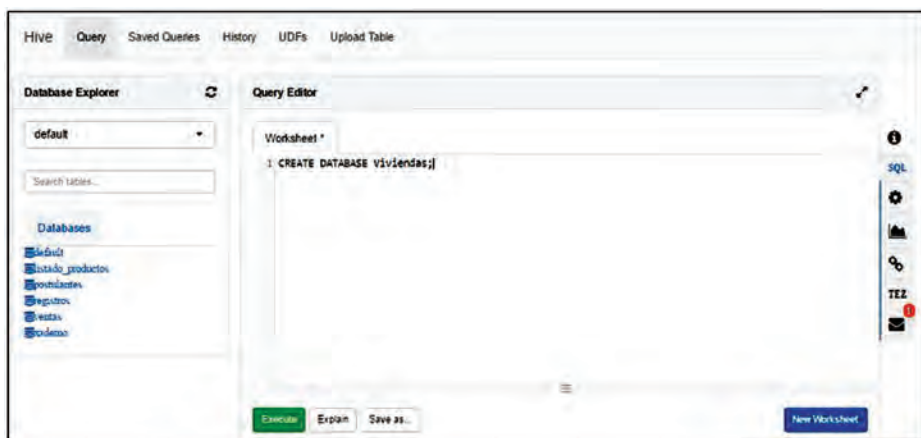 Hive Query Saved Queries History UDFs Upload Table
Database Explorer
default
Search tables...
Databases
default
listado_productos
postulantes
registros
ventas
xademo
Query Editor
Worksheet *
1 CREATE DATABASE Viviendas;
Execute Explain Save as... New Worksheet
SQL
TEZ
1